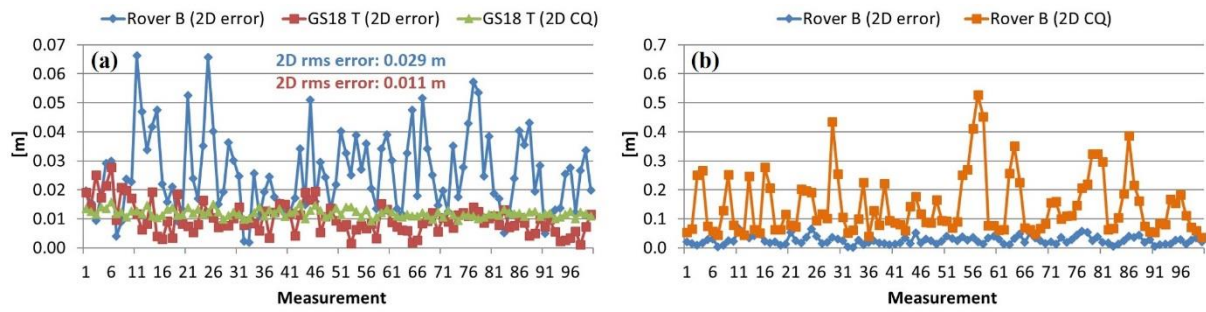 Rover B (2D error) GS18 T (2D error) GS18 T (2D CQ)
0.07
0.06
0.05
0.04
0.03
0.02
0.01
0.00
[m]
(a)
2D rms error: 0.029 m
2D rms error: 0.011 m
1 6 11 16 21 26 31 36 41 46 51 56 61 66 71 76 81 86 91 96
Measurement
Rover B (2D error) Rover B (2D CQ)
0.7
0.6
0.5
0.4
0.3
0.2
0.1
0.0
[m]
(b)
1 6 11 16 21 26 31 36 41 46 51 56 61 66 71 76 81 86 91 96
Measurement